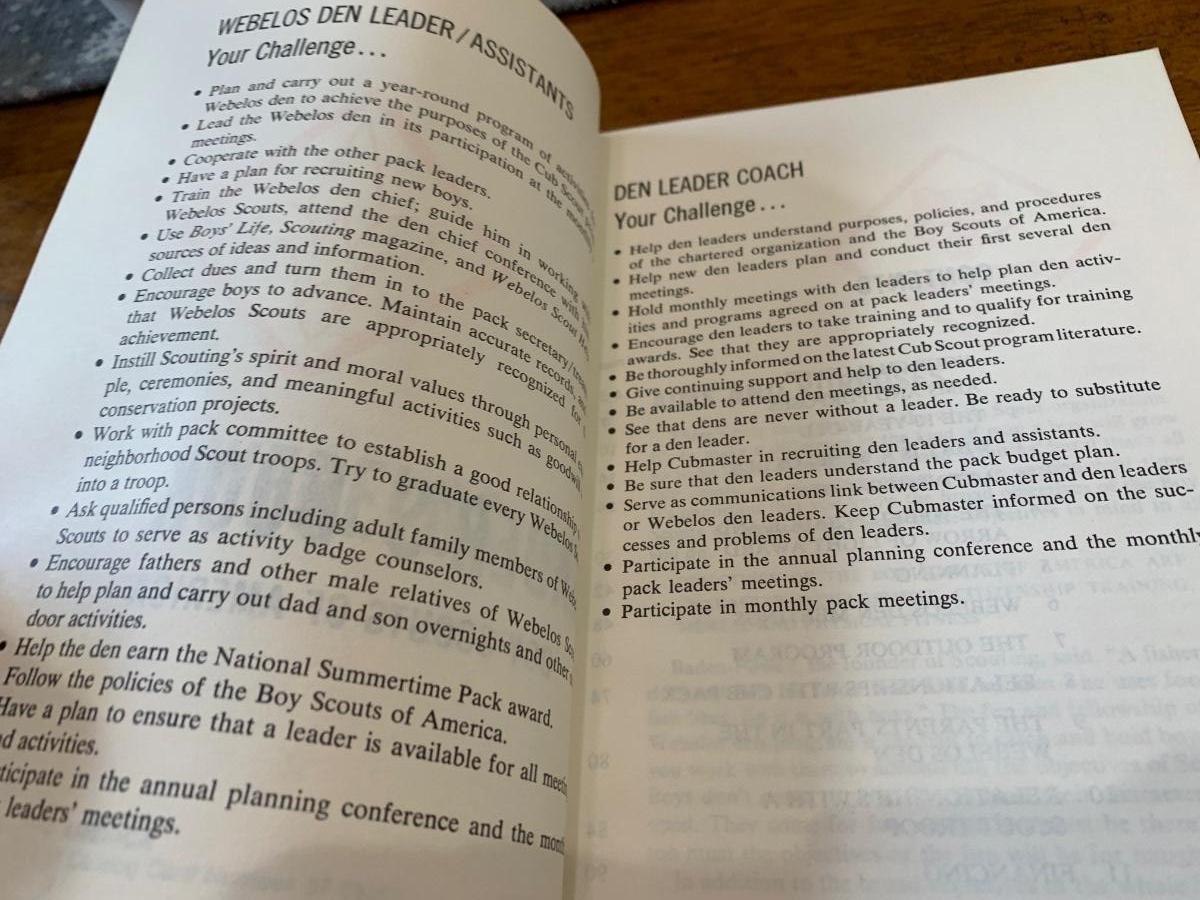 WEBELOS DEN LEADER/ASSISTANTS
Your Challenge...
• Plan and carry out a year-round program of
Webelos den to achieve the purposes of the Cub
• Lead the Webelos den in its participation at the
meetings.
• Cooperate with the other pack leaders.
• Have a plan for recruiting new boys.
• Train the Webelos den chief; guide him in working
Webelos Scouts, attend the den chief conference with
• Use Boys' Life, Scouting magazine, and Webelos Scout
sources of ideas and information.
• Collect dues and turn them in to the pack secretary/
• Encourage boys to advance. Maintain accurate records,
that Webelos Scouts are appropriately recognized for
achievement.
• Instill Scouting's spirit and moral values through personal
ple, ceremonies, and meaningful activities such as
conservation projects.
• Work with pack committee to establish a good relationship
neighborhood Scout troops. Try to graduate every Webelos
into a troop.
• Ask qualified persons including adult family members of
Scouts to serve as activity badge counselors.
• Encourage fathers and other male relatives of Webelos
to help plan and carry out dad and son overnights and other
door activities.
• Help the den earn the National Summertime Pack award.
Follow the policies of the Boy Scouts of America.
Have a plan to ensure that a leader is available for all
activities.
in the annual planning conference and the
leaders' meetings.
DEN LEADER COACH
Your Challenge...
• Help den leaders understand purposes, policies, and procedures
of the chartered organization and the Boy Scouts of America.
• Help new den leaders plan and conduct their first several den
meetings.
• Hold monthly meetings with den leaders to help plan den activ-
ities and programs agreed on at pack leaders' meetings.
• Encourage den leaders to take training and to qualify for training
awards. See that they are appropriately recognized.
• Be thoroughly informed on the latest Cub Scout program literature.
• Give continuing support and help to den leaders.
• Be available to attend den meetings, as needed.
• See that dens are never without a leader. Be ready to substitute
for a den leader.
• Help Cubmaster in recruiting den leaders and assistants.
• Be sure that den leaders understand the pack budget plan.
• Serve as communications link between Cubmaster and den leaders
or Webelos den leaders. Keep Cubmaster informed on the suc-
cesses and problems of den leaders.
• Participate in the annual planning conference and the monthly
pack leaders' meetings.
• Participate in monthly pack meetings.